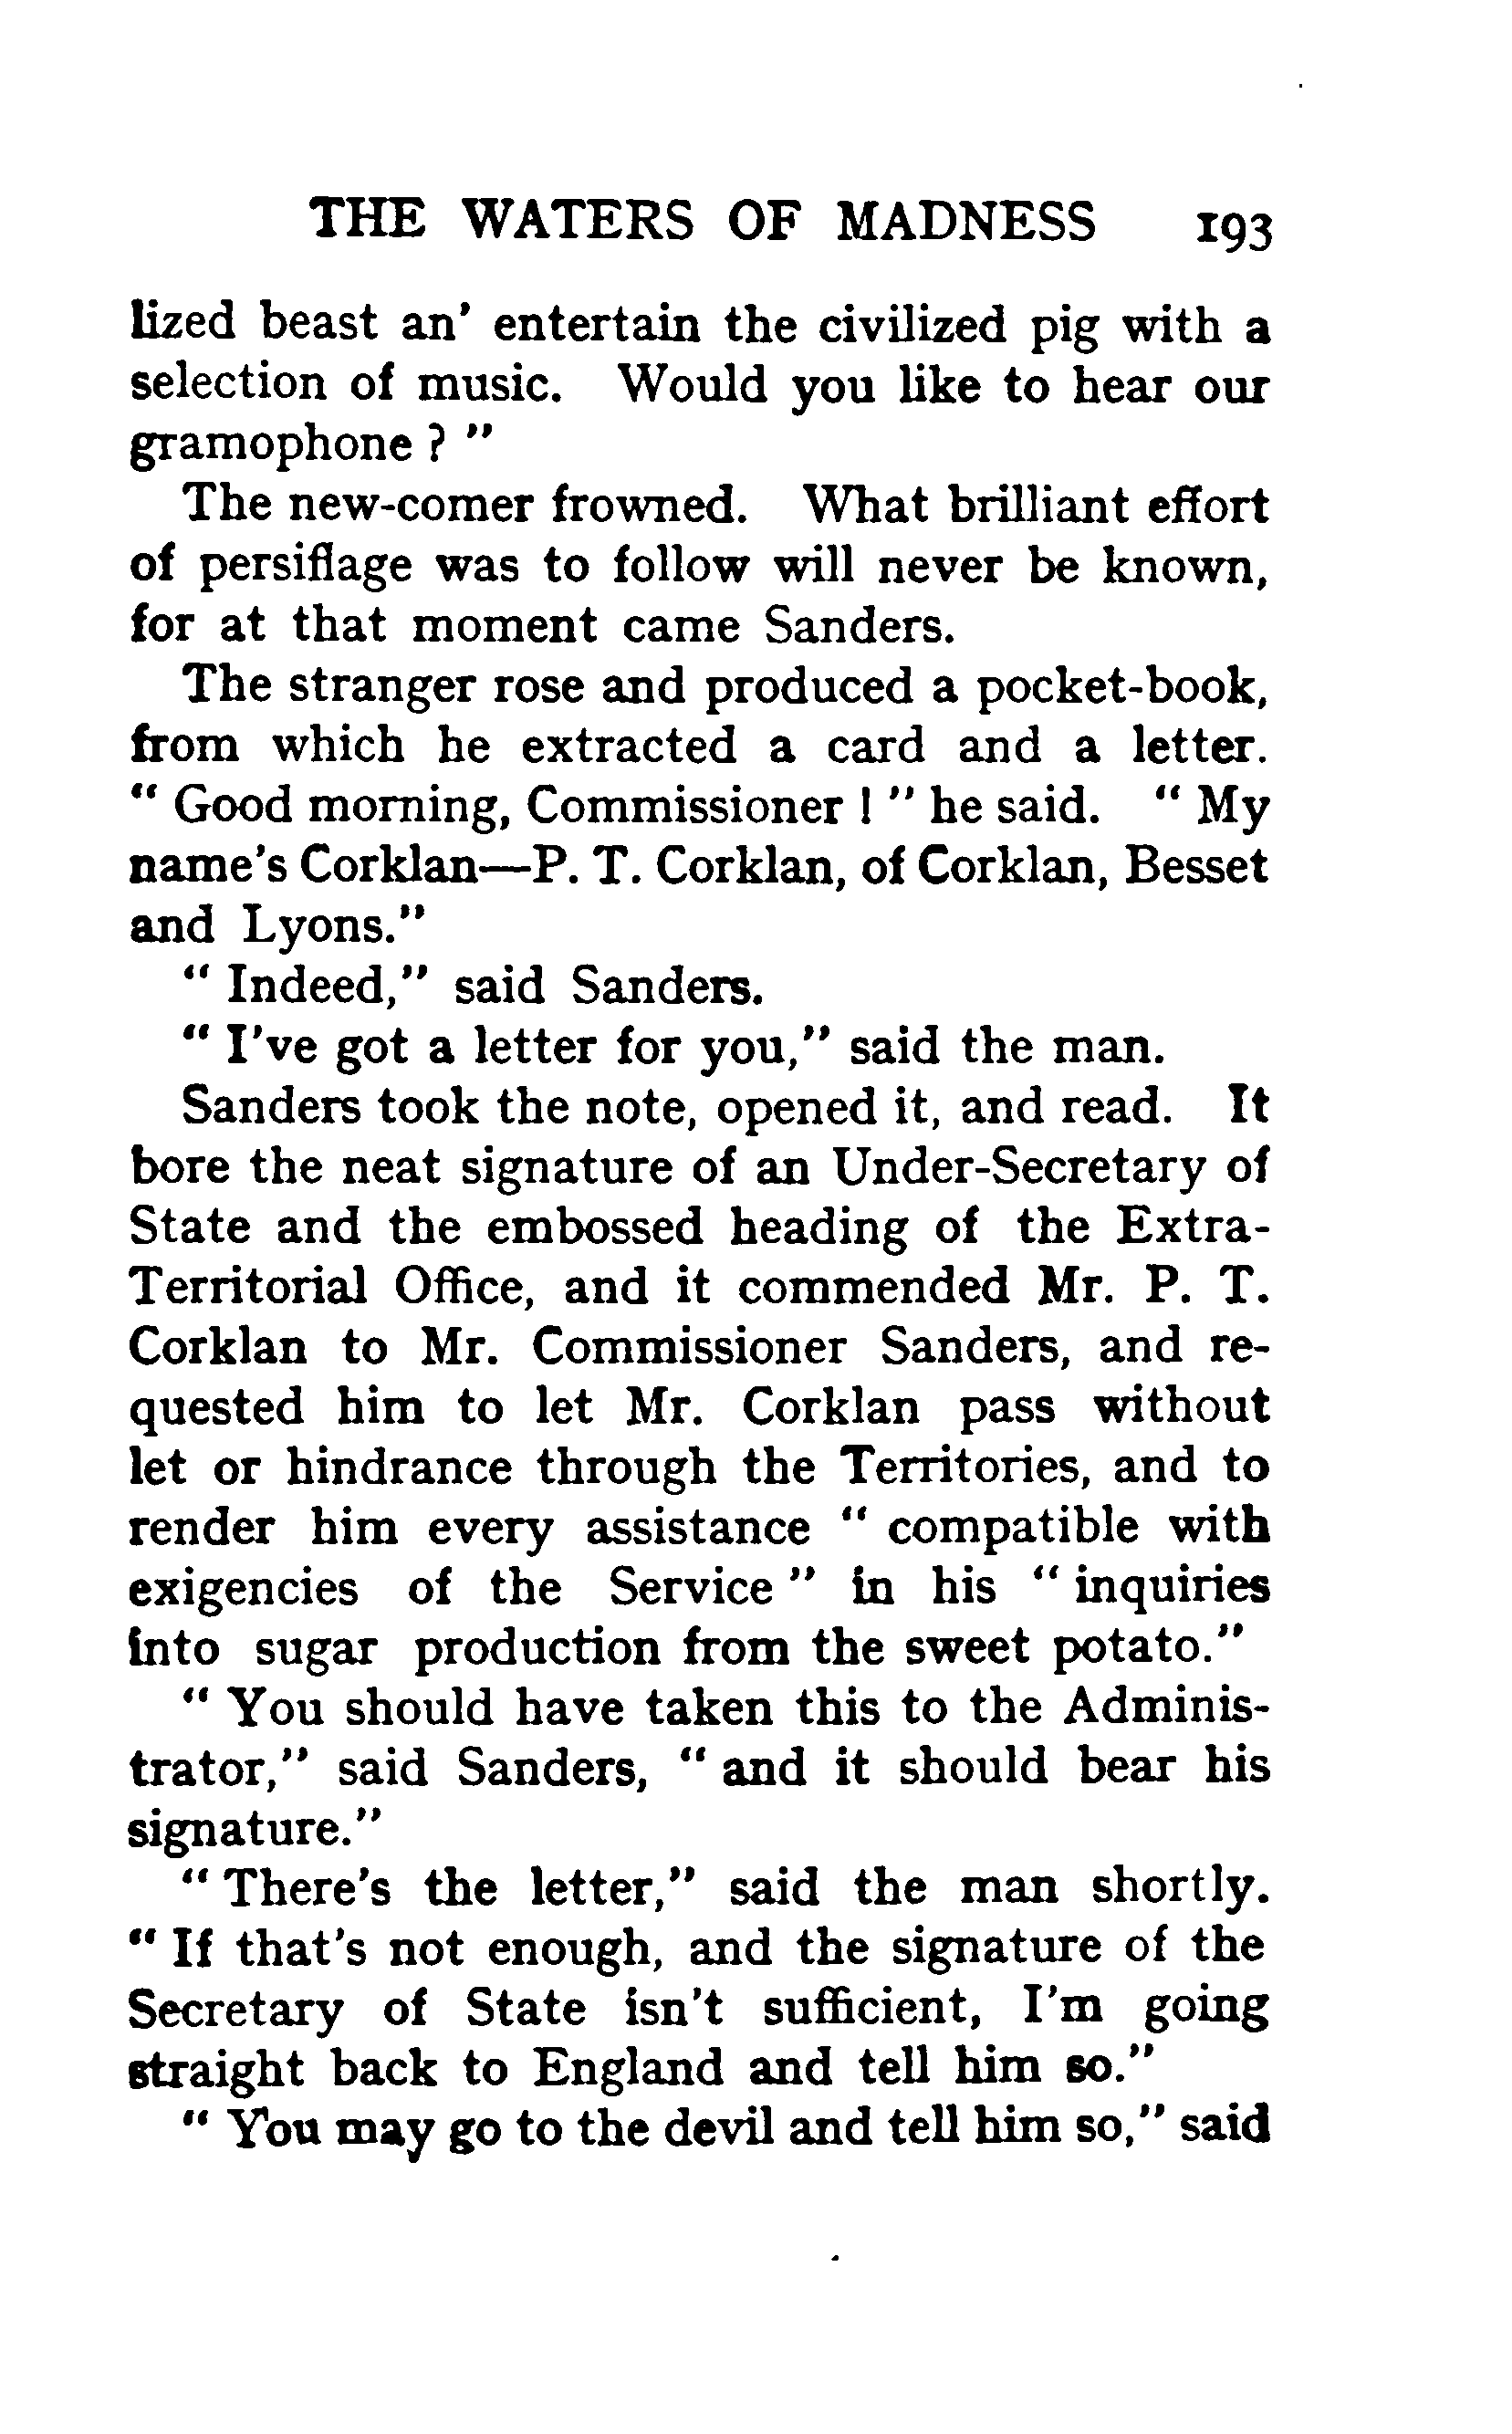 THE WATERS OF MADNESS 193
lized beast an' entertain the civilized pig with a
selection of music. Would you like to hear our
gramophone ? "
The new-comer frowned. What brilliant effort
of persiflage was to follow will never be known,
for at that moment came Sanders.
The stranger rose and produced a pocket-book,
from which he extracted a card and a letter.
" Good morning, Commissioner ! " he said. " My
name's Corklan—P. T. Corklan, of Corklan, Besset
and Lyons."
" Indeed," said Sanders.
" I've got a letter for you," said the man.
Sanders took the note, opened it, and read. It
bore the neat signature of an Under-Secretary of
State and the embossed heading of the Extra-
Territorial Office, and it commended Mr. P. T.
Corklan to Mr. Commissioner Sanders, and re-
quested him to let Mr. Corklan pass without
let or hindrance through the Territories, and to
render him every assistance " compatible with
exigencies of the Service " in his " inquiries
into sugar production from the sweet potato."
" You should have taken this to the Adminis-
trator," said Sanders, " and it should bear his
signature."
" There's the letter," said the man shortly.
" If that's not enough, and the signature of the
Secretary of State isn't sufficient, I'm going
straight back to England and tell him so."
" You may go to the devil and tell him so," said